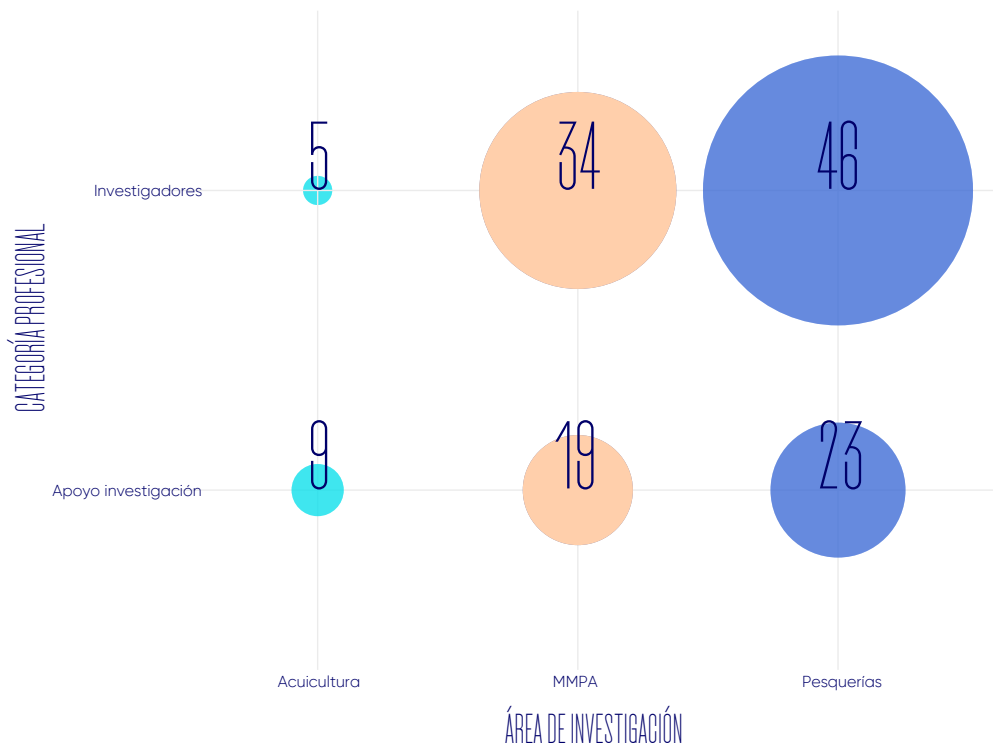 5
34
46
Investigadores
CATEGORÍA PROFESIONAL
9
19
23
Apoyo investigación
Acuicultura
MMPA
Pesquerías
ÁREA DE INVESTIGACIÓN